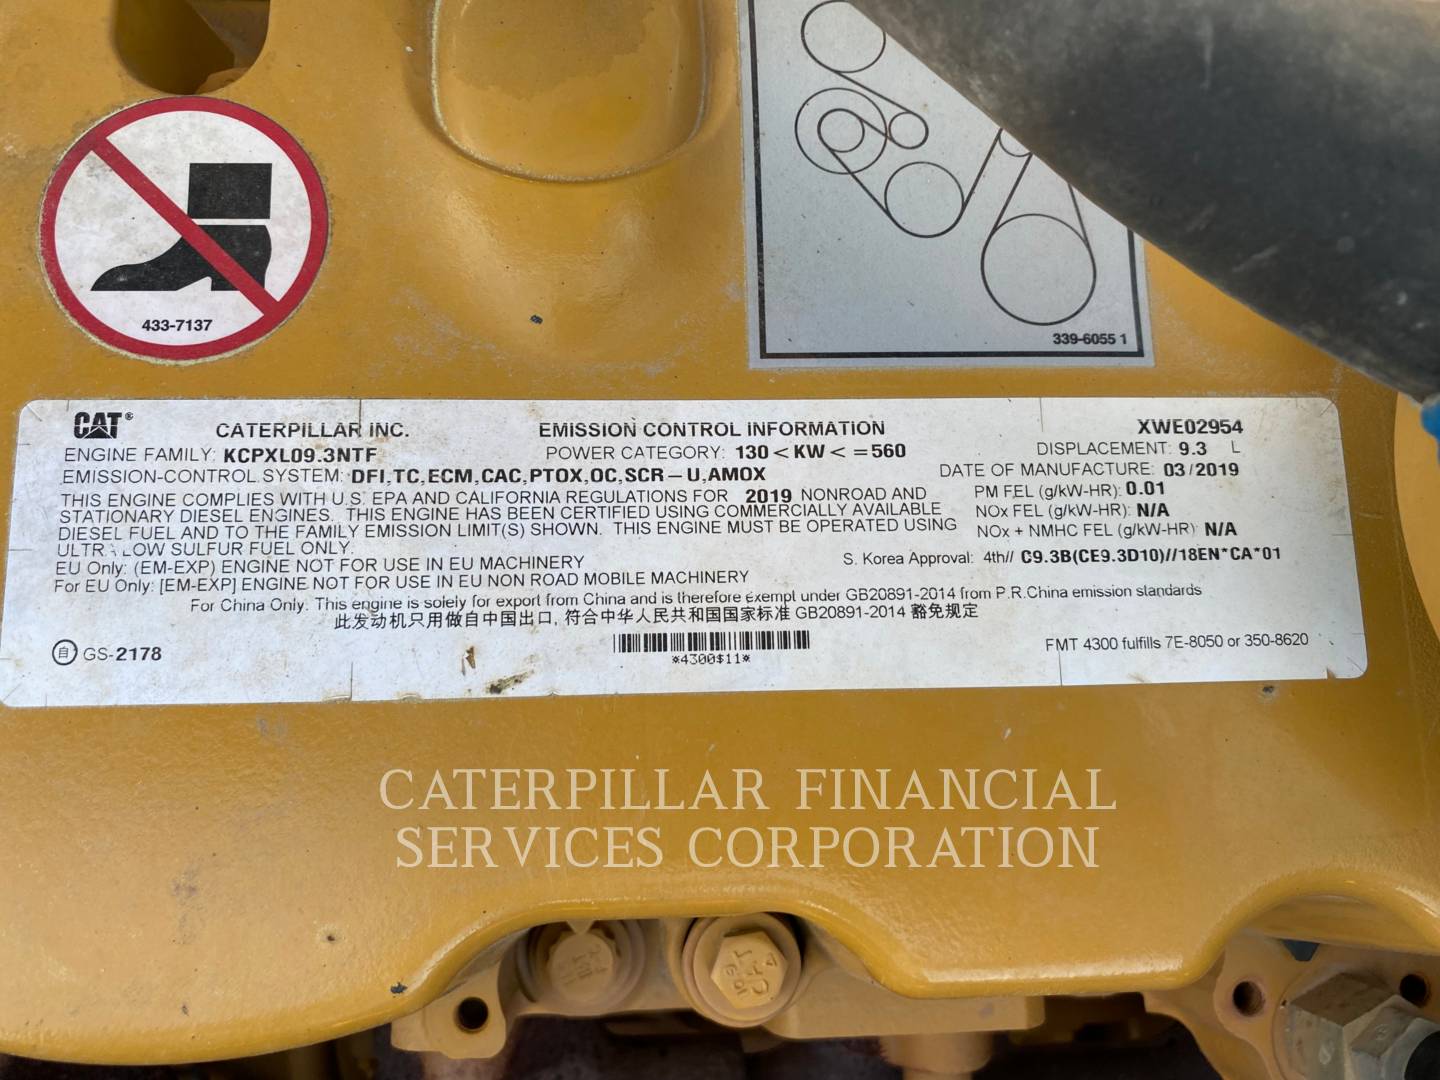 433-7137
339-6055 1
CAT® CATERPILLAR INC. EMISSION CONTROL INFORMATION XWE02954
ENGINE FAMILY: KCPXL09.3NTF POWER CATEGORY: 130 < KW < = 560 DISPLACEMENT: 9.3 L
EMISSION-CONTROL SYSTEM: DFI,TC,ECM,CAC,PTOX,OC,SCR-U,AMOX DATE OF MANUFACTURE: 03/2019
THIS ENGINE COMPLIES WITH U.S. EPA AND CALIFORNIA REGULATIONS FOR 2019 NONROAD AND
STATIONARY DIESEL ENGINES. THIS ENGINE HAS BEEN CERTIFIED USING COMMERCIALLY AVAILABLE
DIESEL FUEL AND TO THE FAMILY EMISSION LIMIT(S) SHOWN. THIS ENGINE MUST BE OPERATED USING
ULTRA LOW SULFUR FUEL ONLY.
PM FEL (g/kW-HR): 0.01
NOx FEL (g/kW-HR): N/A
NOx + NMHC FEL (g/kW-HR): N/A
EU Only: (EM-EXP) ENGINE NOT FOR USE IN EU MACHINERY S. Korea Approval: 4th// C9.3B(CE9.3D10)//18EN*CA*01
For EU Only: [EM-EXP] ENGINE NOT FOR USE IN EU NON ROAD MOBILE MACHINERY
For China Only: This engine is solely for export from China and is therefore exempt under GB20891-2014 from P.R.China emission standards
此发动机只用做自中国出口, 符合中华人民共和国国家标准 GB20891-2014 豁免规定
自 GS-2178 *4300$11* FMT 4300 fulfills 7E-8050 or 350-8620
CATERPILLAR FINANCIAL
SERVICES CORPORATION